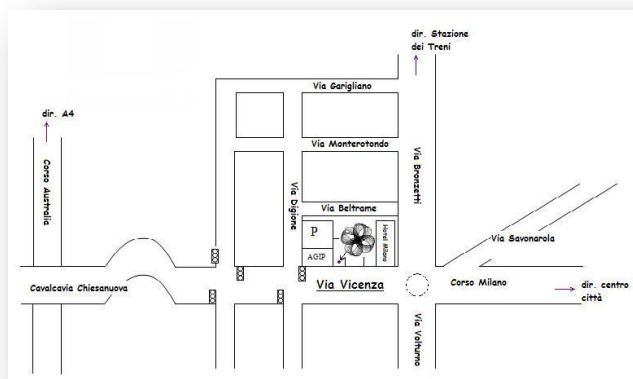 dir. Stazione
dei Treni
Via Garigliano
dir. A4
Via Monterotondo
Corso Australia
Via Digione
Via Bronzetti
Via Beltrame
P
Hotel Milano
AGIP
Via Savonarola
Cavalcavia Chiesanuova
Via Vicenza
Corso Milano
dir. centro
città
Via Volturno